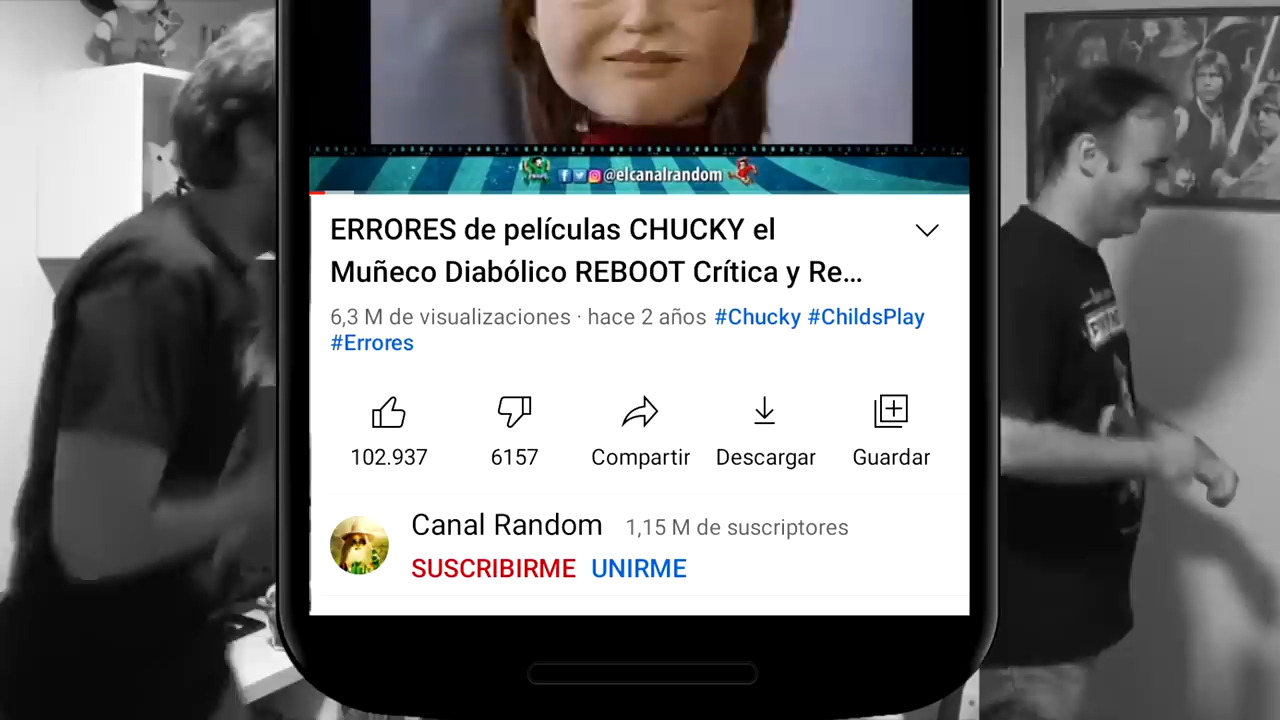 @elcanalrandom
ERRORES de películas CHUCKY el
Muñeco Diabólico REBOOT Crítica y Re...
6,3 M de visualizaciones · hace 2 años #Chucky #ChildsPlay
#Errores
102.937
6157
Compartir
Descargar
Guardar
Canal Random 1,15 M de suscriptores
SUSCRIBIRME UNIRME